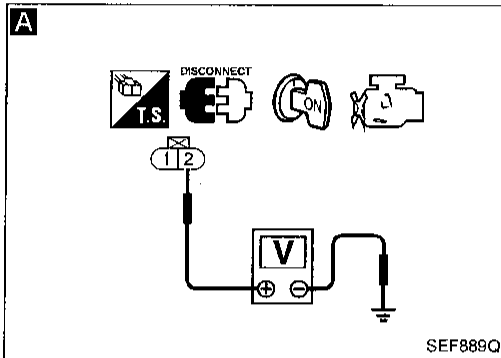 A
DISCONNECT
T.S.
ON
1 2
V
⊕ ⊖
SEF889Q